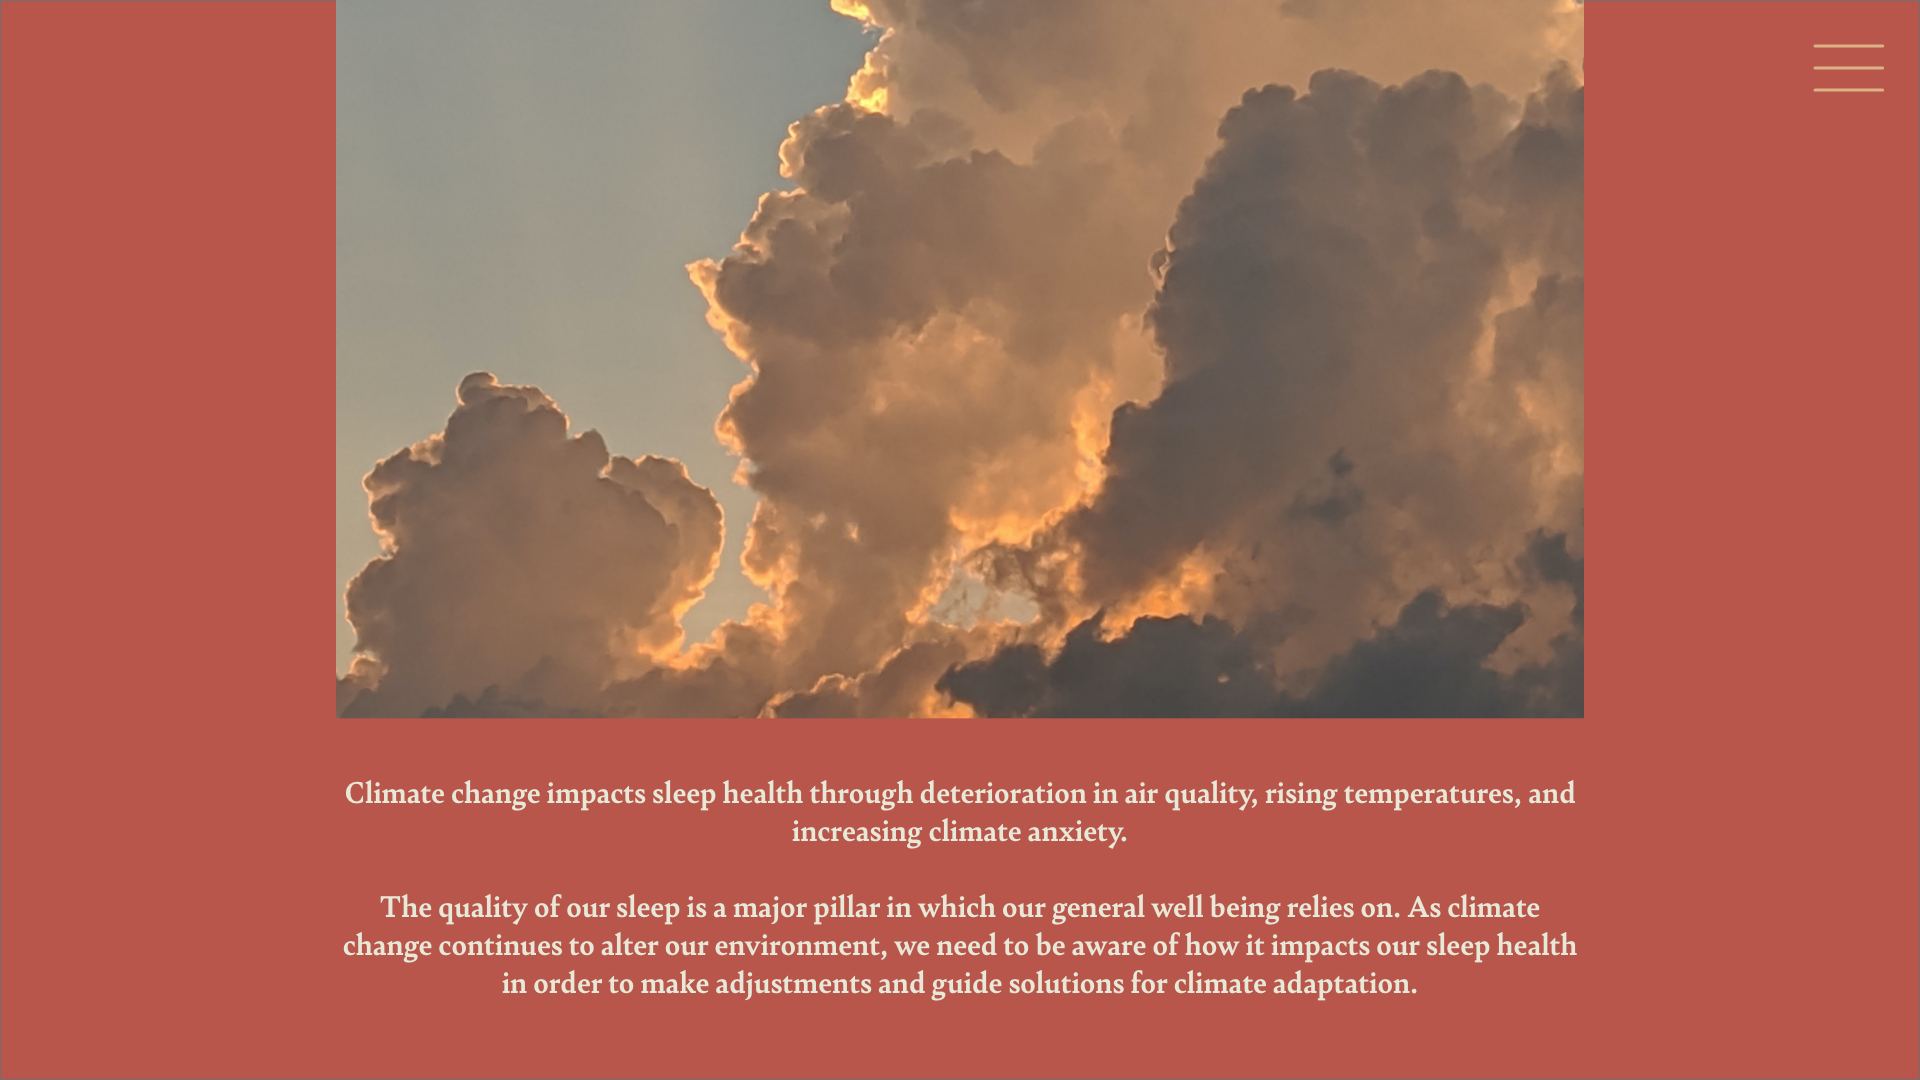 Climate change impacts sleep health through deterioration in air quality, rising temperatures, and
increasing climate anxiety.
The quality of our sleep is a major pillar in which our general well being relies on. As climate
change continues to alter our environment, we need to be aware of how it impacts our sleep health
in order to make adjustments and guide solutions for climate adaptation.